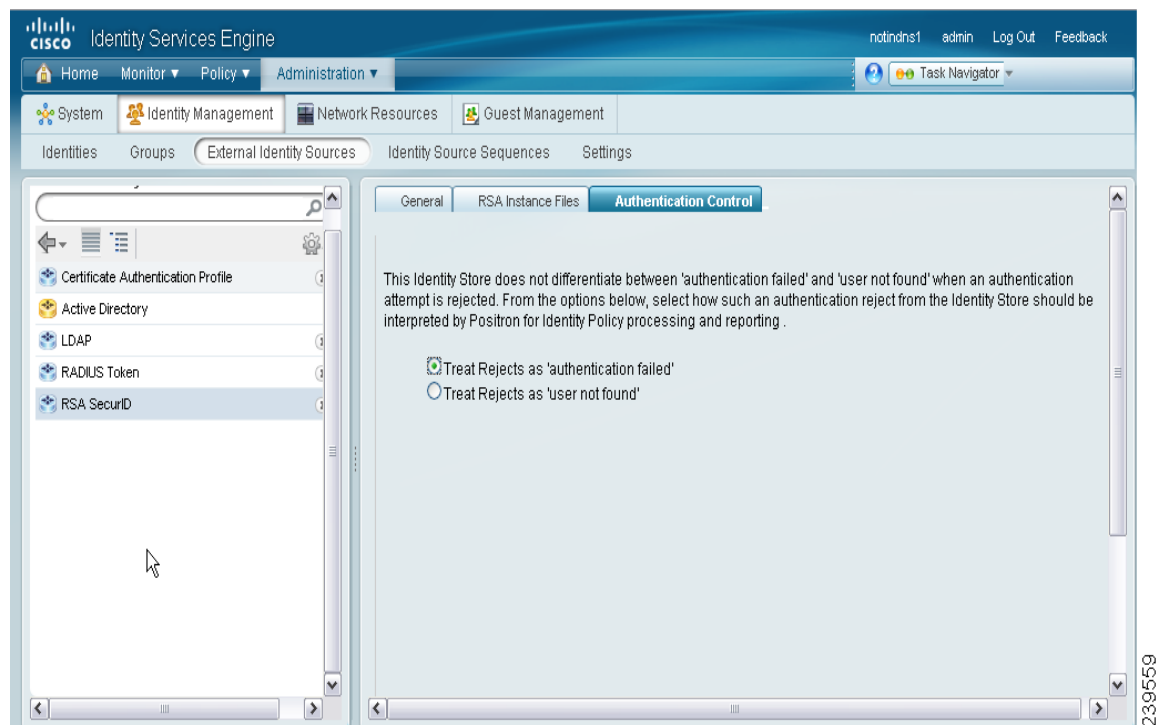 cisco Identity Services Engine
notindns1 admin Log Out Feedback
Home Monitor Policy Administration
Task Navigator
System Identity Management Network Resources Guest Management
Identities Groups External Identity Sources Identity Source Sequences Settings
Certificate Authentication Profile
Active Directory
LDAP
RADIUS Token
RSA SecurID
General RSA Instance Files Authentication Control
This Identity Store does not differentiate between 'authentication failed' and 'user not found' when an authentication
attempt is rejected. From the options below, select how such an authentication reject from the Identity Store should be
interpreted by Positron for Identity Policy processing and reporting .
Treat Rejects as 'authentication failed'
Treat Rejects as 'user not found'
239559